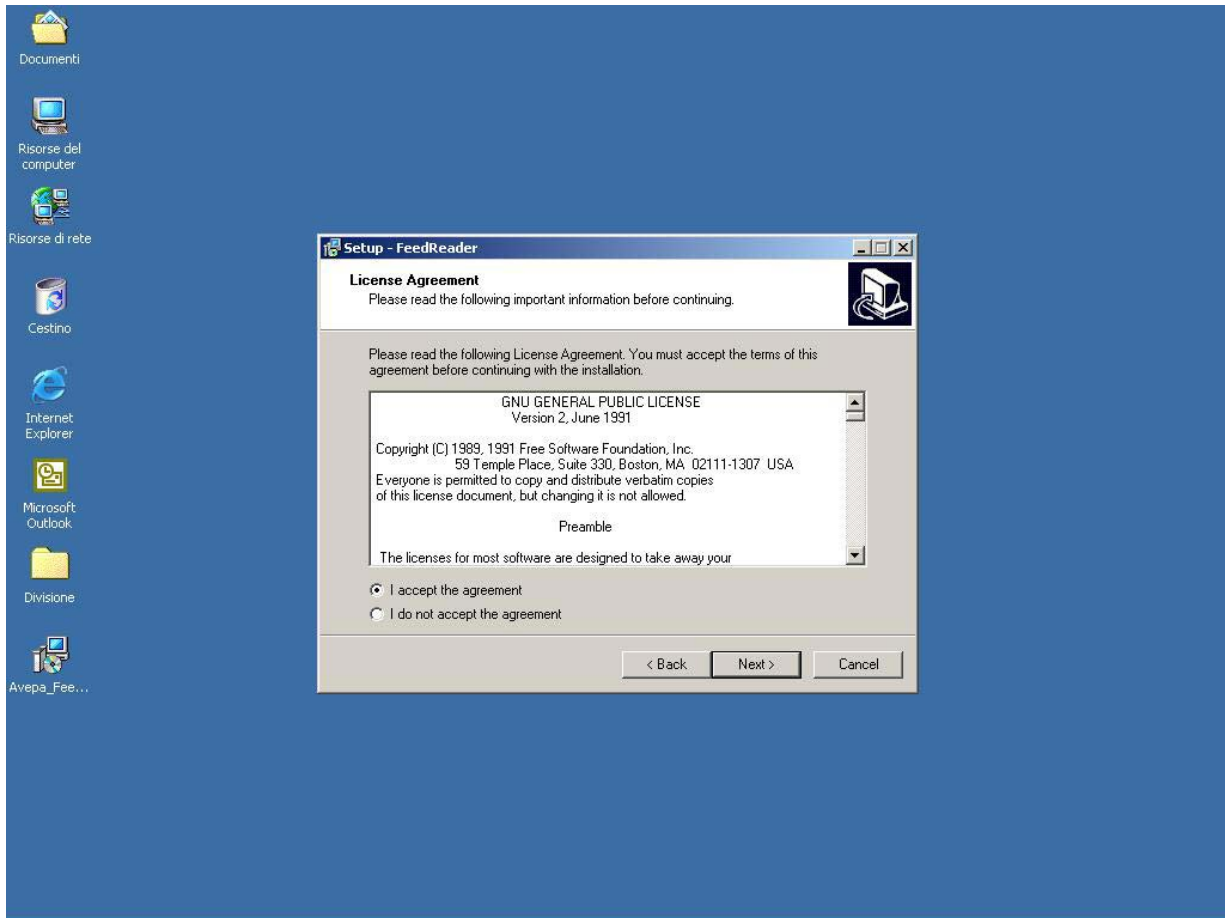 Documenti
Risorse del
computer
Risorse di rete
Cestino
Internet
Explorer
Microsoft
Outlook
Divisione
Avepa_Fee...
Setup - FeedReader
License Agreement
Please read the following important information before continuing.
Please read the following License Agreement. You must accept the terms of this
agreement before continuing with the installation.
GNU GENERAL PUBLIC LICENSE
Version 2, June 1991
Copyright (C) 1989, 1991 Free Software Foundation, Inc.
59 Temple Place, Suite 330, Boston, MA 02111-1307 USA
Everyone is permitted to copy and distribute verbatim copies
of this license document, but changing it is not allowed.
Preamble
The licenses for most software are designed to take away your
I accept the agreement
I do not accept the agreement
< Back Next > Cancel